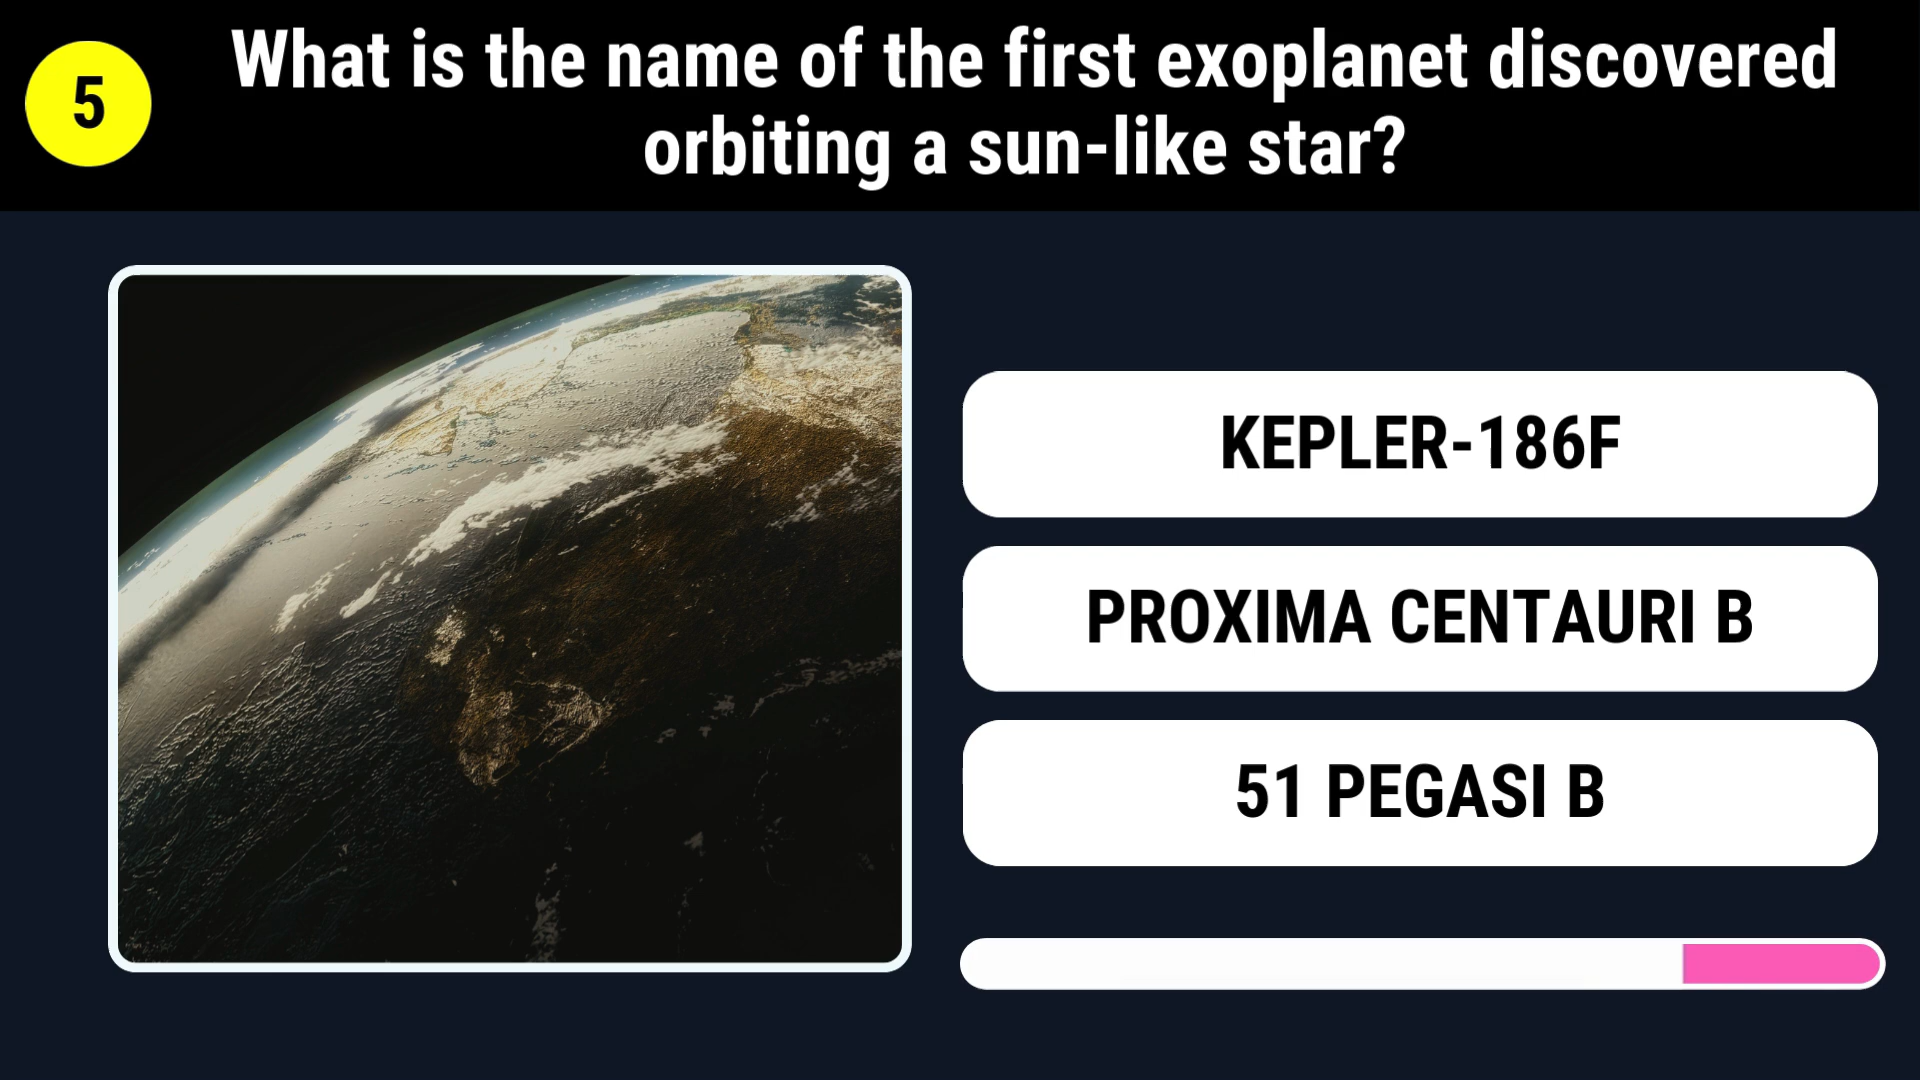 5
What is the name of the first exoplanet discovered
orbiting a sun-like star?
KEPLER-186F
PROXIMA CENTAURI B
51 PEGASI B